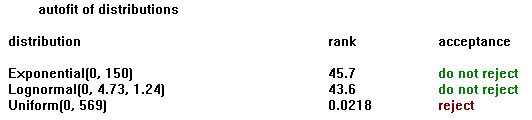 autofit of distributions
distribution rank acceptance
Exponential(0, 150) 45.7 do not reject
Lognormal(0, 4.73, 1.24) 43.6 do not reject
Uniform(0, 569) 0.0218 reject